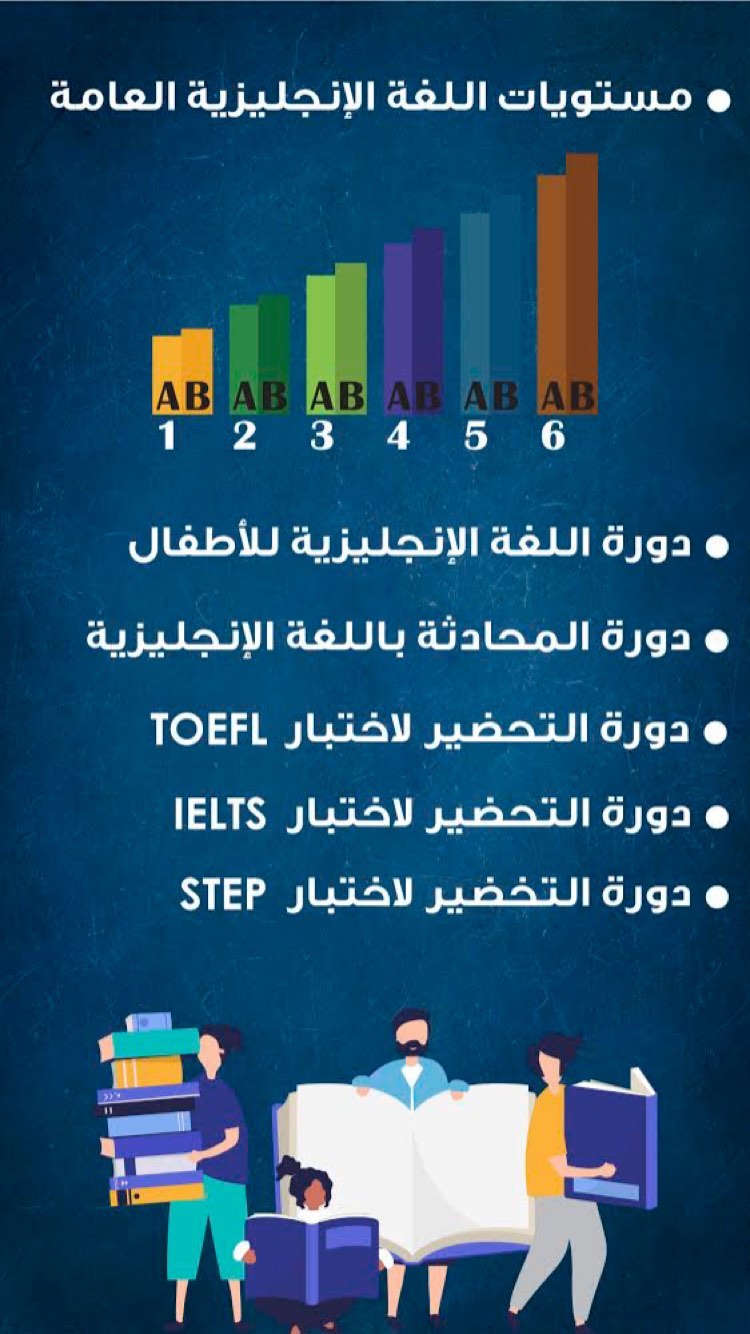 ● مستويات اللغة الإنجليزية العامة
AB AB AB AB AB AB
1 2 3 4 5 6
● دورة اللغة الإنجليزية للأطفال
● دورة المحادثة باللغة الإنجليزية
● دورة التحضير لاختبار TOEFL
● دورة التحضير لاختبار IELTS
● دورة التخضير لاختبار STEP